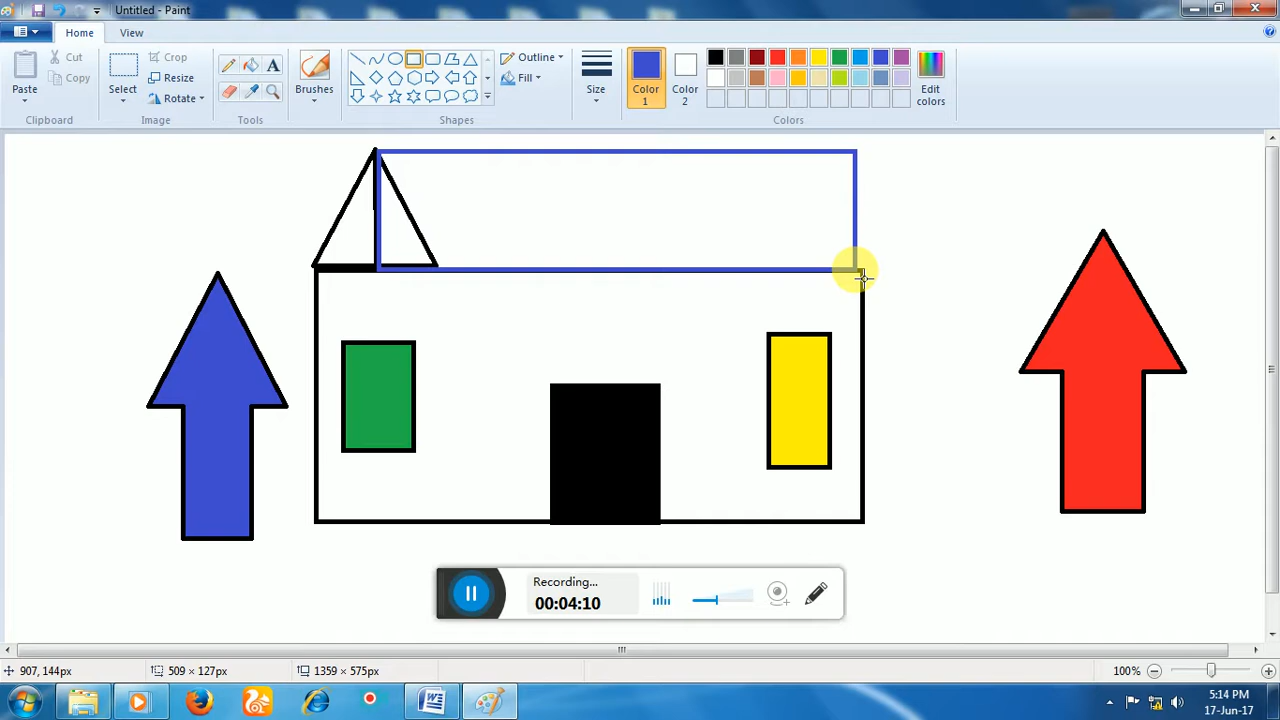 Untitled - Paint
Home
View
Paste
Cut
Copy
Clipboard
Select
Crop
Resize
Rotate
Image
Tools
Brushes
Shapes
Outline
Fill
Size
Color 1
Color 2
Colors
Edit colors
Recording...
00:04:10
907, 144px
509 × 127px
1359 × 575px
100%
5:14 PM
17-Jun-17